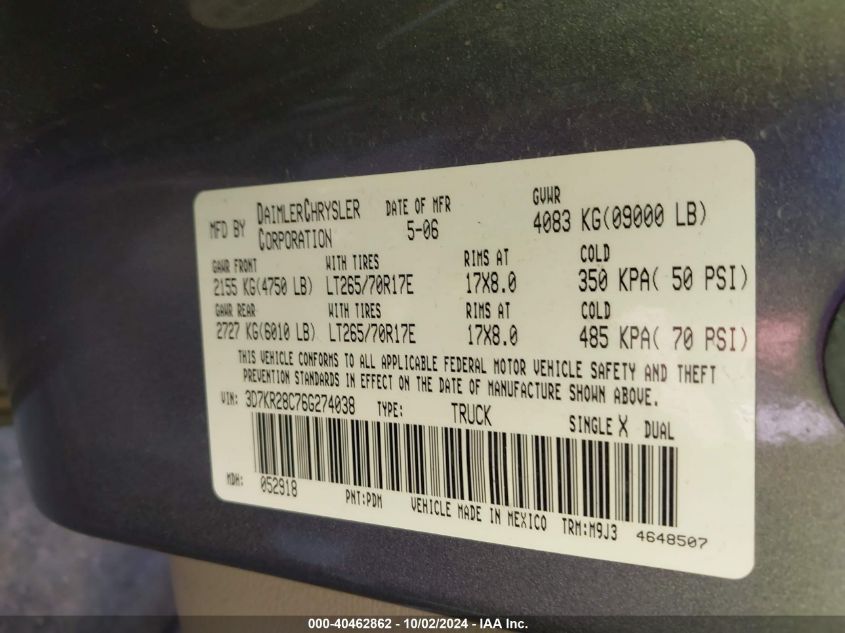 MFD BY DAIMLERCHRYSLER CORPORATION DATE OF MFR 5-06 GVWR 4083 KG(09000 LB)
GAWR FRONT WITH TIRES RIMS AT COLD
2155 KG(4750 LB) LT265/70R17E 17X8.0 350 KPA( 50 PSI)
GAWR REAR WITH TIRES RIMS AT COLD
2727 KG(6010 LB) LT265/70R17E 17X8.0 485 KPA( 70 PSI)
THIS VEHICLE CONFORMS TO ALL APPLICABLE FEDERAL MOTOR VEHICLE SAFETY AND THEFT
PREVENTION STANDARDS IN EFFECT ON THE DATE OF MANUFACTURE SHOWN ABOVE.
VIN: 3D7KR28C76G274038 TYPE: TRUCK SINGLE X DUAL
MDH: 052918 PNT:PDM VEHICLE MADE IN MEXICO TRM:M9J3 4648507
000-40462862 - 10/02/2024 - IAA Inc.